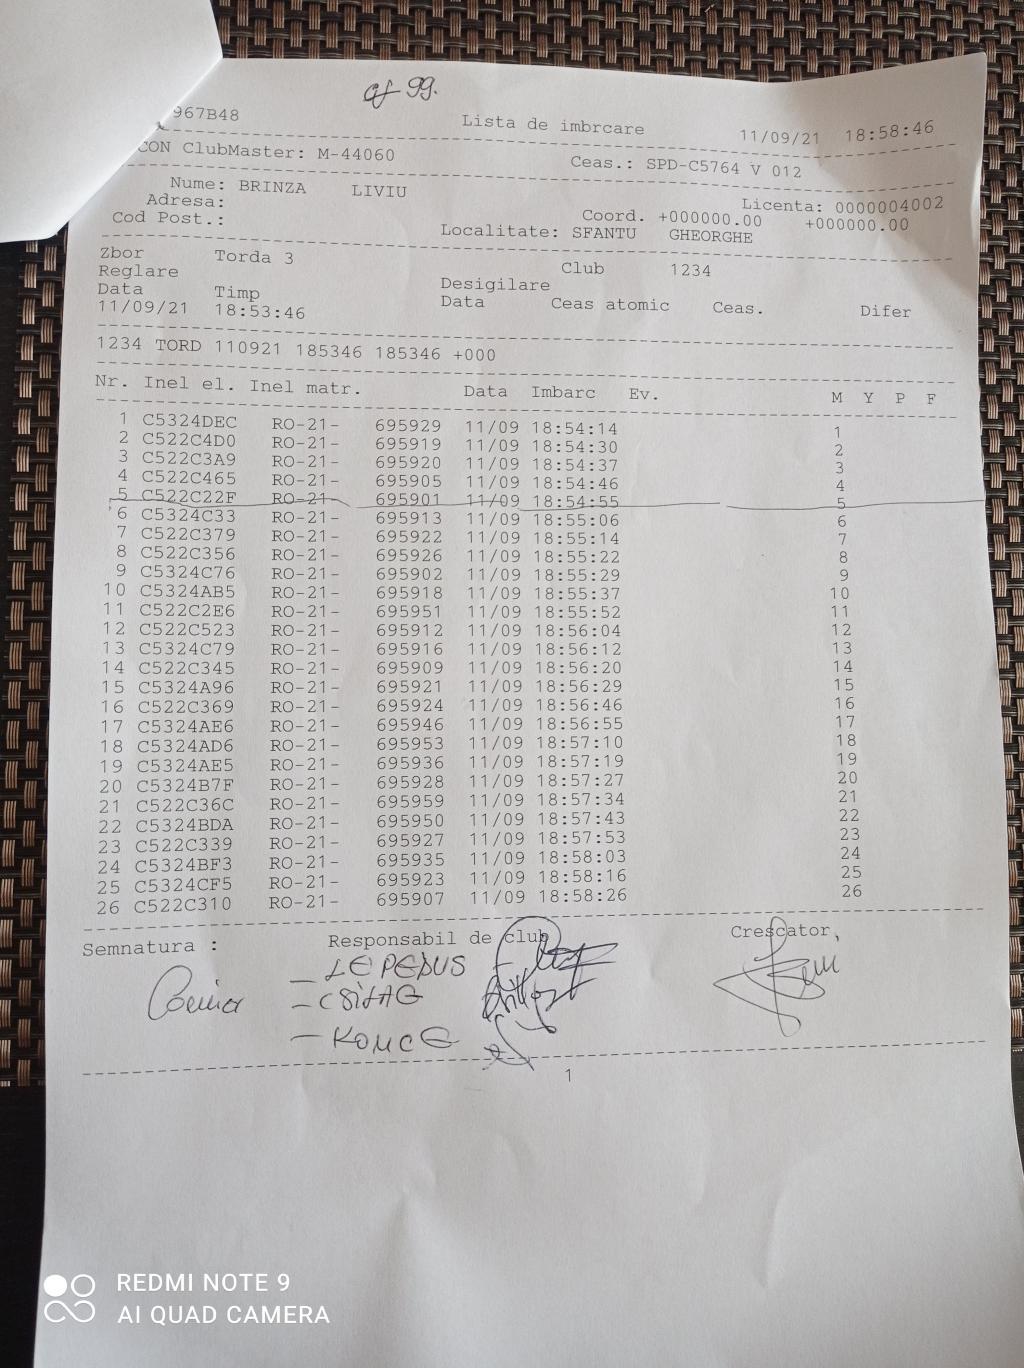 af 99.
967B48 Lista de imbrcare 11/09/21 18:58:46
CON ClubMaster: M-44060 Ceas.: SPD-C5764 V 012
Nume: BRINZA LIVIU Licenta: 0000004002
Adresa: Coord. +000000.00 +000000.00
Cod Post.: Localitate: SFANTU GHEORGHE
Zbor Torda 3 Club 1234
Reglare Desigilare
Data Timp Data Ceas atomic Ceas. Difer
11/09/21 18:53:46
1234 TORD 110921 185346 185346 +000
Nr. Inel el. Inel matr. Data Imbarc Ev. M Y P F
1 C5324DEC RO-21- 695929 11/09 18:54:14 1
2 C522C4D0 RO-21- 695919 11/09 18:54:30 2
3 C522C3A9 RO-21- 695920 11/09 18:54:37 3
4 C522C465 RO-21- 695905 11/09 18:54:46 4
5 C522C22F RO-21- 695901 11/09 18:54:55 5
6 C5324C33 RO-21- 695913 11/09 18:55:06 6
7 C522C379 RO-21- 695922 11/09 18:55:14 7
8 C522C356 RO-21- 695926 11/09 18:55:22 8
9 C5324C76 RO-21- 695902 11/09 18:55:29 9
10 C5324AB5 RO-21- 695918 11/09 18:55:37 10
11 C522C2E6 RO-21- 695951 11/09 18:55:52 11
12 C522C523 RO-21- 695912 11/09 18:56:04 12
13 C5324C79 RO-21- 695916 11/09 18:56:12 13
14 C522C345 RO-21- 695909 11/09 18:56:20 14
15 C5324A96 RO-21- 695921 11/09 18:56:29 15
16 C522C369 RO-21- 695924 11/09 18:56:46 16
17 C5324AE6 RO-21- 695946 11/09 18:56:55 17
18 C5324AD6 RO-21- 695953 11/09 18:57:10 18
19 C5324AE5 RO-21- 695936 11/09 18:57:19 19
20 C5324B7F RO-21- 695928 11/09 18:57:27 20
21 C522C36C RO-21- 695959 11/09 18:57:34 21
22 C5324BDA RO-21- 695950 11/09 18:57:43 22
23 C522C339 RO-21- 695927 11/09 18:57:53 23
24 C5324BF3 RO-21- 695935 11/09 18:58:03 24
25 C5324CF5 RO-21- 695923 11/09 18:58:16 25
26 C522C310 RO-21- 695907 11/09 18:58:26 26
Semnatura : Responsabil de club Crescator,
- LEPEDUS
- CSILAG
- KOMCE
1
REDMI NOTE 9
AI QUAD CAMERA